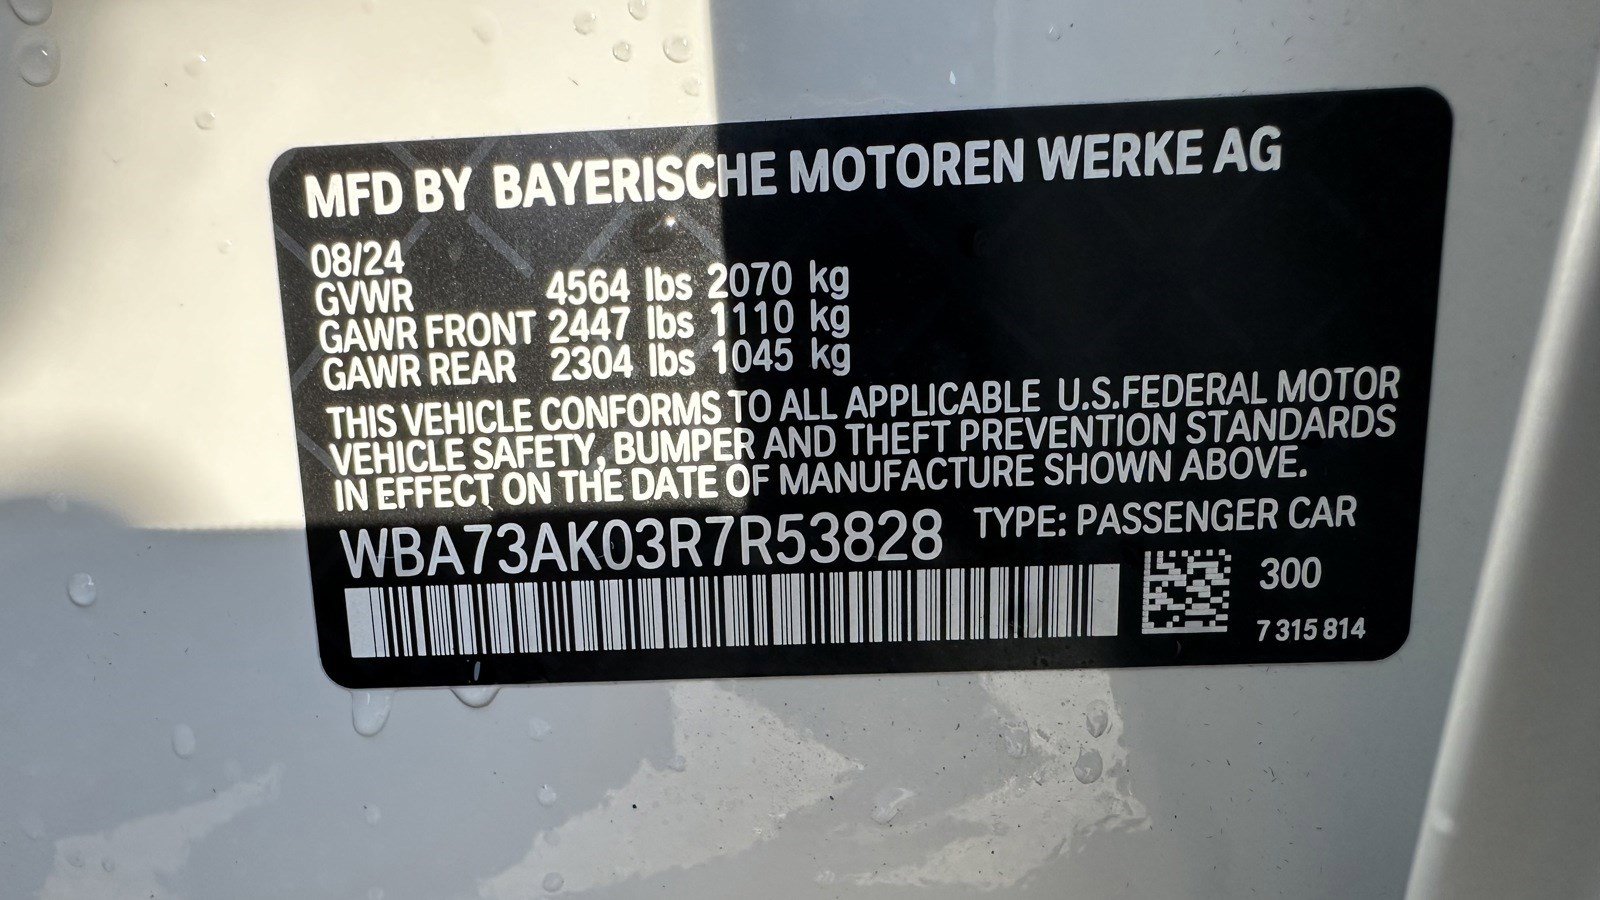 MFD BY BAYERISCHE MOTOREN WERKE AG
08/24
GVWR 4564 lbs 2070 kg
GAWR FRONT 2447 lbs 1110 kg
GAWR REAR 2304 lbs 1045 kg
THIS VEHICLE CONFORMS TO ALL APPLICABLE U.S.FEDERAL MOTOR
VEHICLE SAFETY, BUMPER AND THEFT PREVENTION STANDARDS
IN EFFECT ON THE DATE OF MANUFACTURE SHOWN ABOVE.
WBA73AK03R7R53828 TYPE: PASSENGER CAR
300
7 315 814